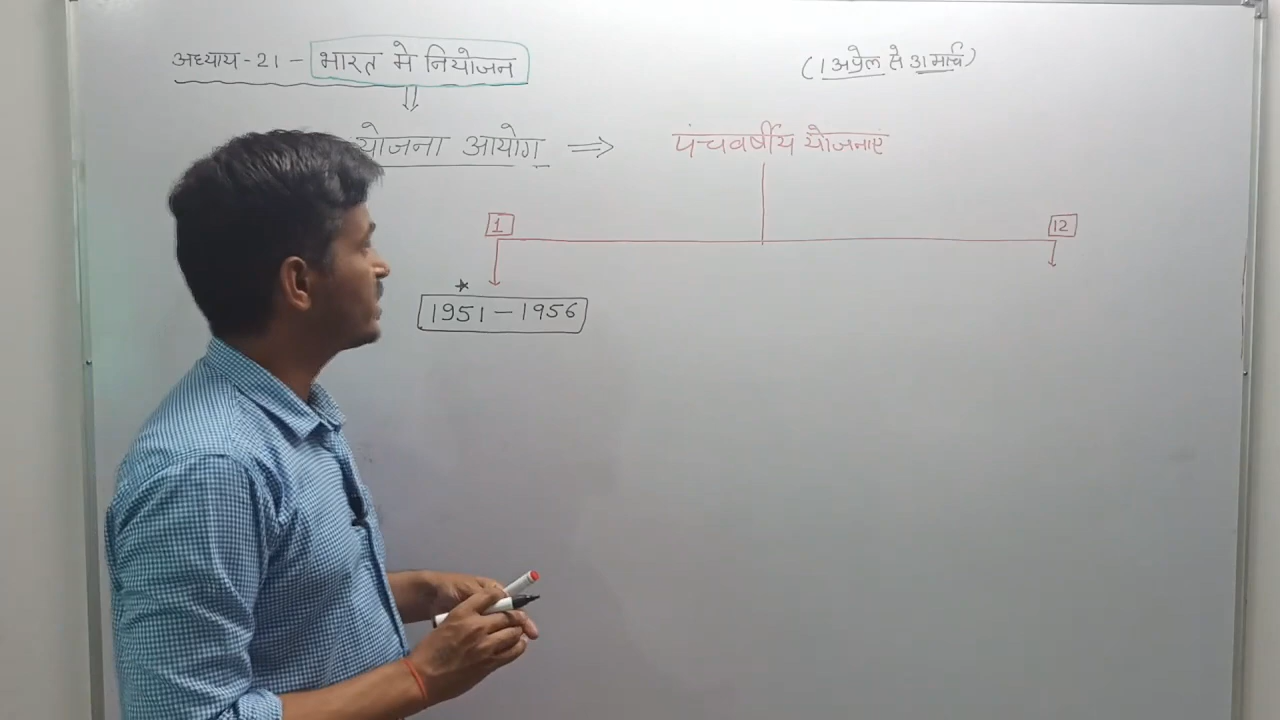 अध्याय-21- भारत मे नियोजन
(1 अप्रेल से 31 मार्च)
योजना आयोग ⇒ पंचवर्षीय योजनाएं
1
12
*
1951-1956